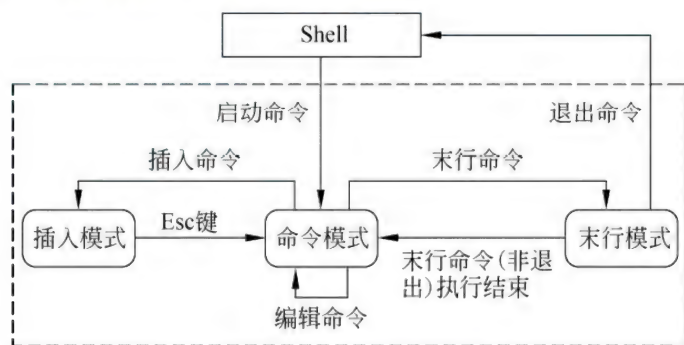 Shell
启动命令
退出命令
插入命令
末行命令
插入模式
Esc键
命令模式
末行模式
末行命令(非退
出)执行结束
编辑命令